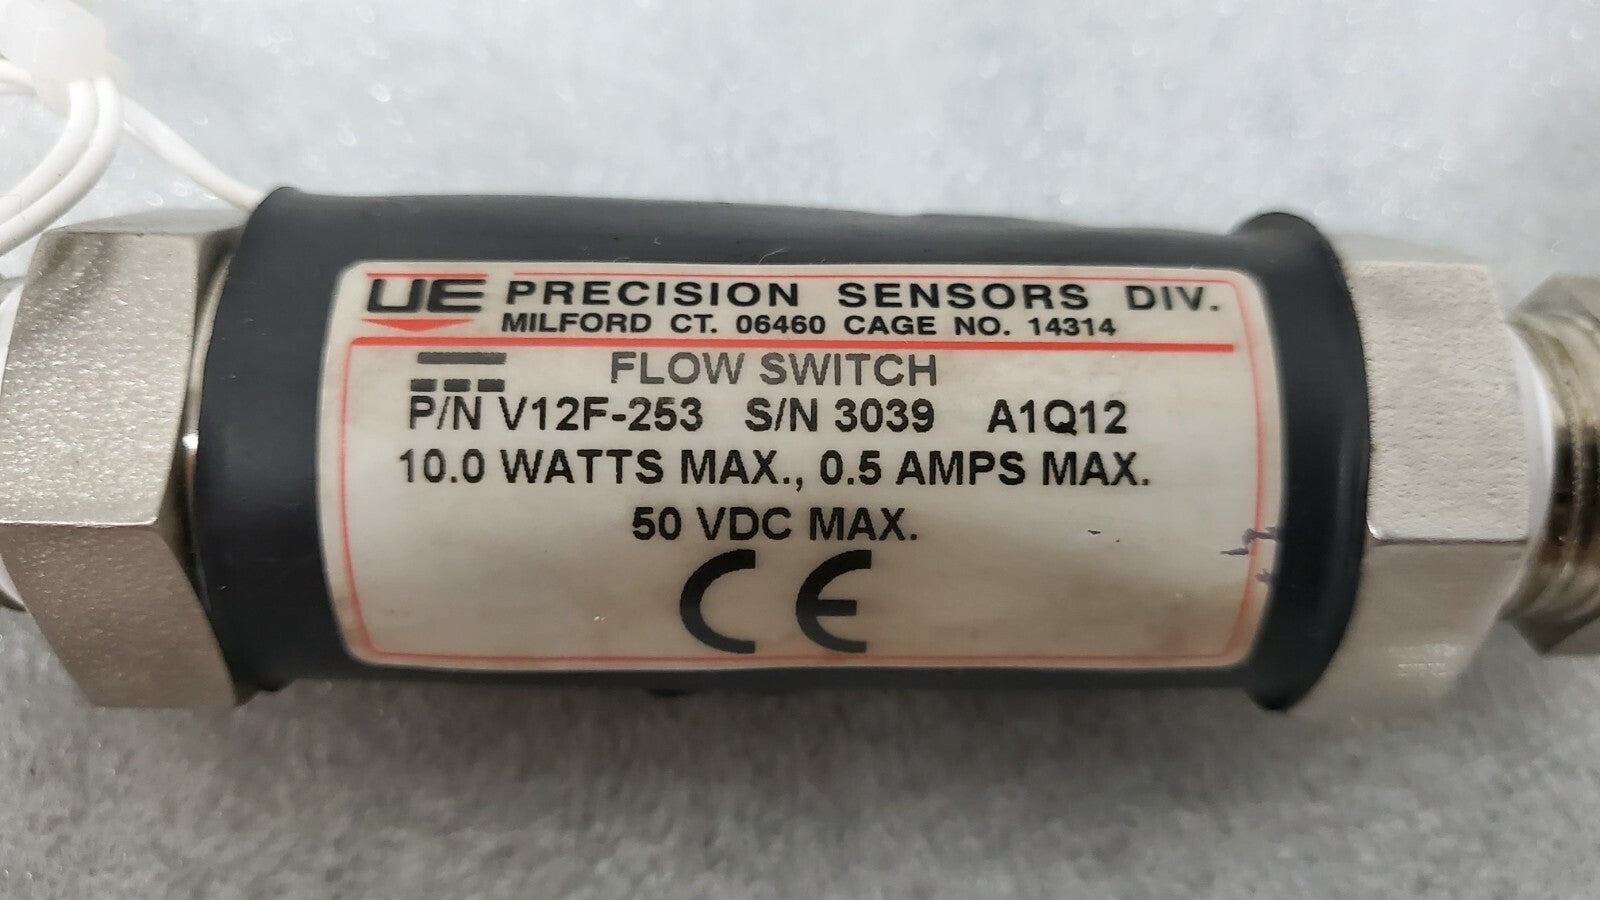 UE PRECISION SENSORS DIV.
MILFORD CT. 06460 CAGE NO. 14314
FLOW SWITCH
P/N V12F-253 S/N 3039 A1Q12
10.0 WATTS MAX., 0.5 AMPS MAX.
50 VDC MAX.
CE